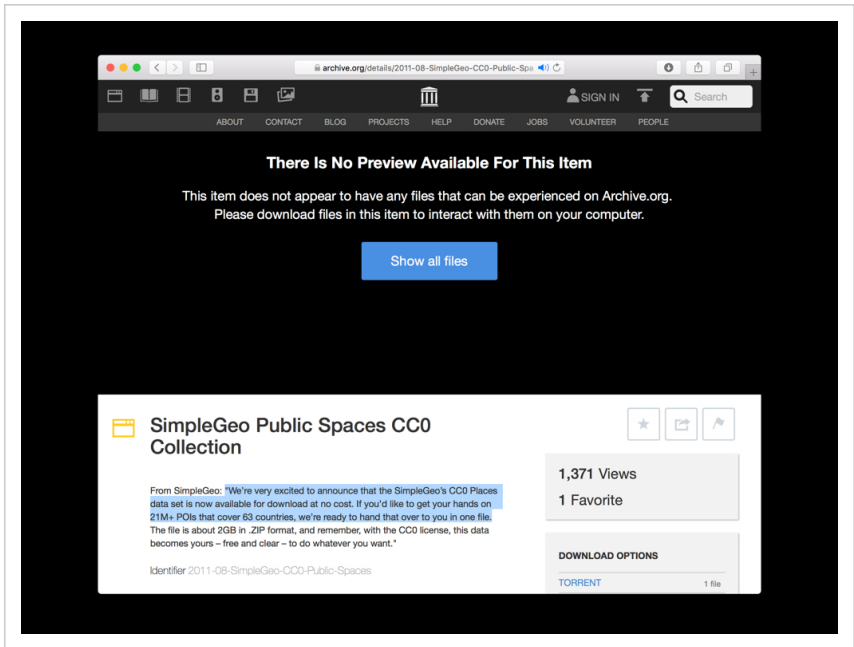 archive.org/details/2011-08-SimpleGeo-CC0-Public-Spa
SIGN IN
Search
ABOUT CONTACT BLOG PROJECTS HELP DONATE JOBS VOLUNTEER PEOPLE
There Is No Preview Available For This Item
This item does not appear to have any files that can be experienced on Archive.org.
Please download files in this item to interact with them on your computer.
Show all files
SimpleGeo Public Spaces CC0
Collection
From SimpleGeo: "We're very excited to announce that the SimpleGeo's CC0 Places
data set is now available for download at no cost. If you'd like to get your hands on
21M+ POIs that cover 63 countries, we're ready to hand that over to you in one file.
The file is about 2GB in .ZIP format, and remember, with the CC0 license, this data
becomes yours – free and clear – to do whatever you want."
Identifier 2011-08-SimpleGeo-CC0-Public-Spaces
1,371 Views
1 Favorite
DOWNLOAD OPTIONS
TORRENT 1 file